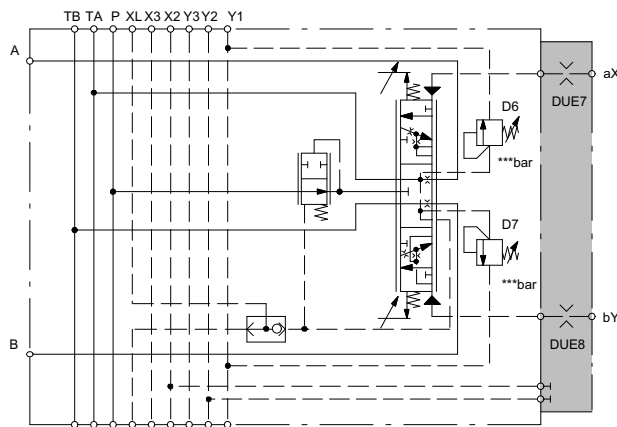 TB TA P XL X3 X2 Y3 Y2 Y1
A
aX
DUE7
D6
***bar
D7
***bar
bY
DUE8
B